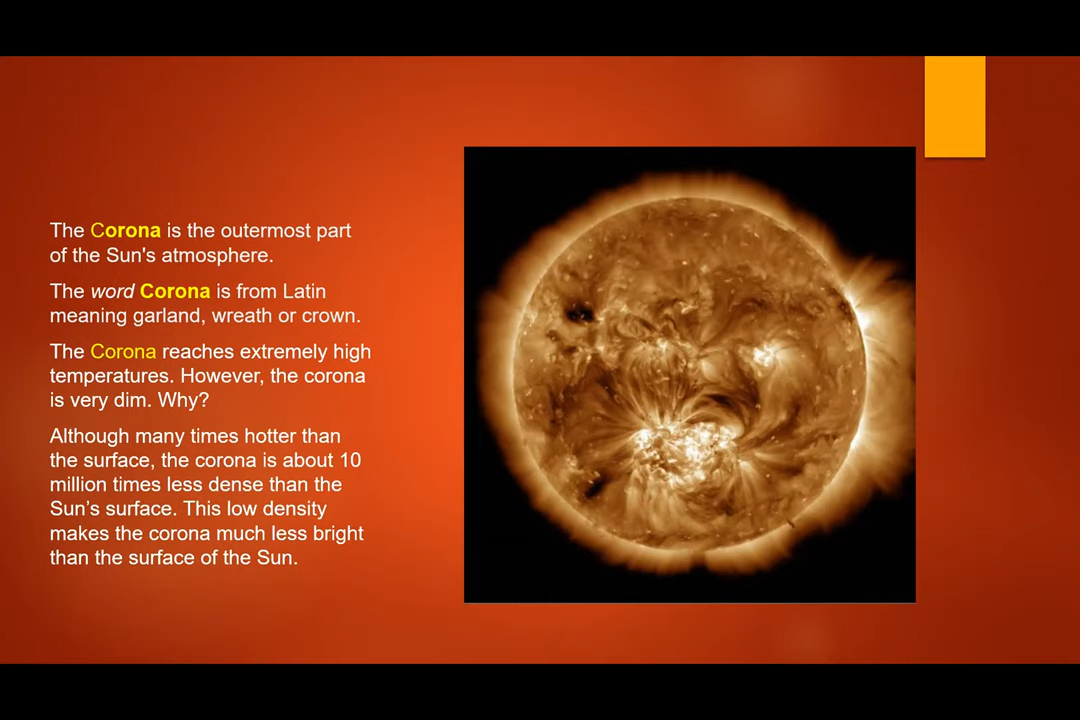 The Corona is the outermost part
of the Sun's atmosphere.
The word Corona is from Latin
meaning garland, wreath or crown.
The Corona reaches extremely high
temperatures. However, the corona
is very dim. Why?
Although many times hotter than
the surface, the corona is about 10
million times less dense than the
Sun’s surface. This low density
makes the corona much less bright
than the surface of the Sun.